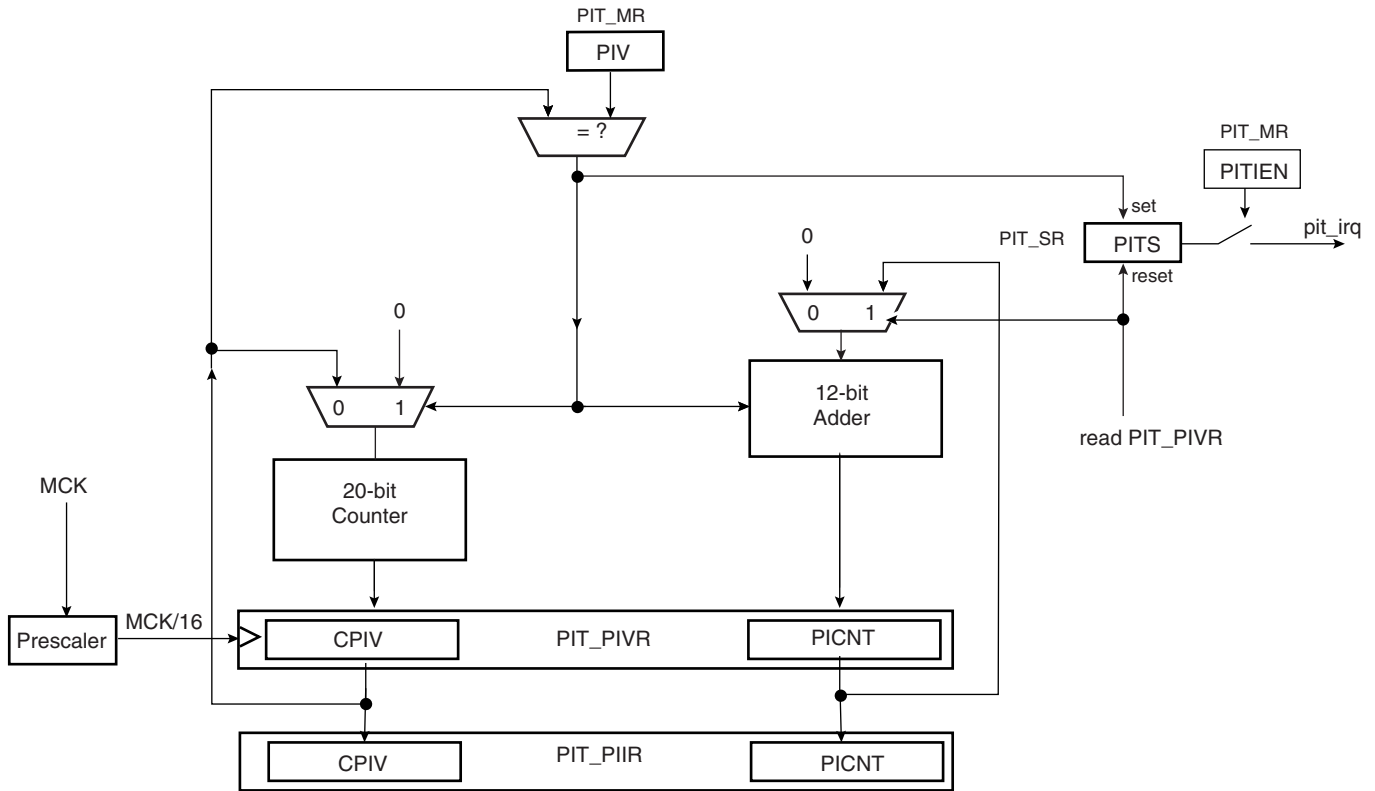 PIT_MR
PIV
= ?
PIT_MR
PITIEN
set
0
PIT_SR
PITS
pit_irq
reset
0
0 1
12-bit
Adder
0 1
read PIT_PIVR
MCK
20-bit
Counter
MCK/16
Prescaler
CPIV
PIT_PIVR
PICNT
CPIV
PIT_PIIR
PICNT